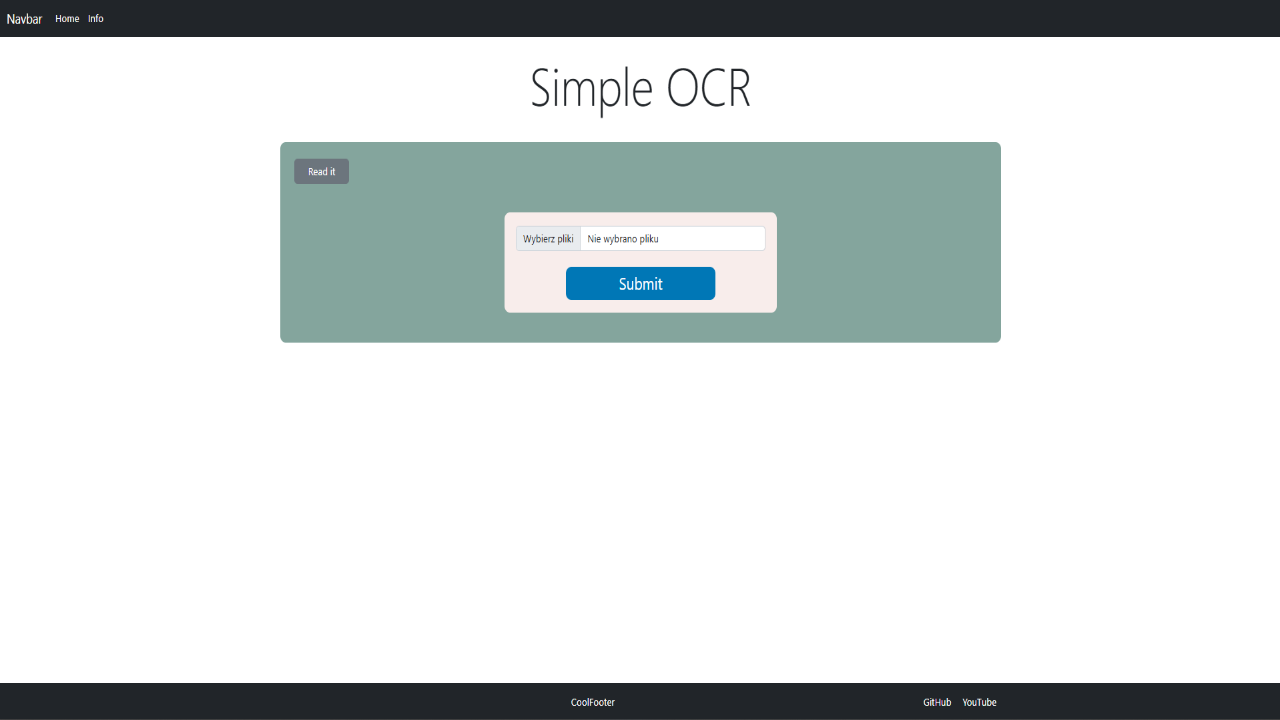 Navbar Home Info
Simple OCR
Read it
Wybierz pliki Nie wybrano pliku
Submit
CoolFooter GitHub YouTube